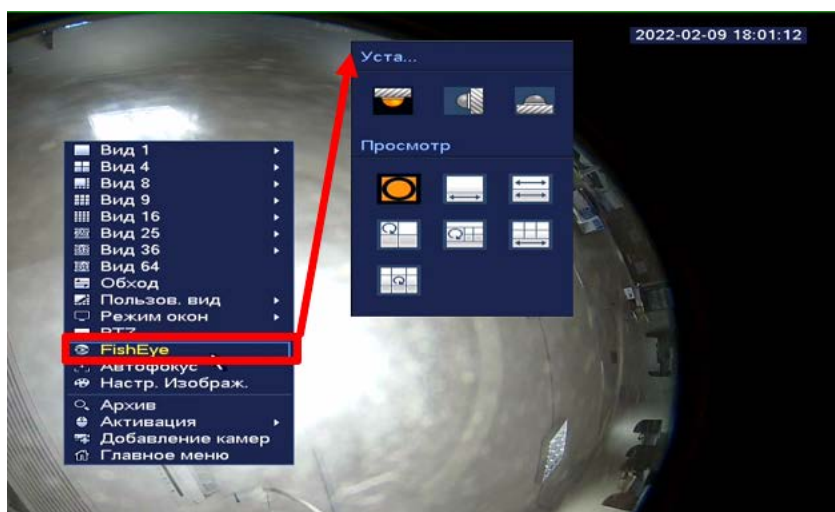 2022-02-09 18:01:12
Уста...
Просмотр
Вид 1
Вид 4
Вид 8
Вид 9
Вид 16
Вид 25
Вид 36
Вид 64
Обход
Пользов. вид
Режим окон
PTZ
FishEye
Автофокус
Настр. Изображ.
Архив
Активация
Добавление камер
Главное меню